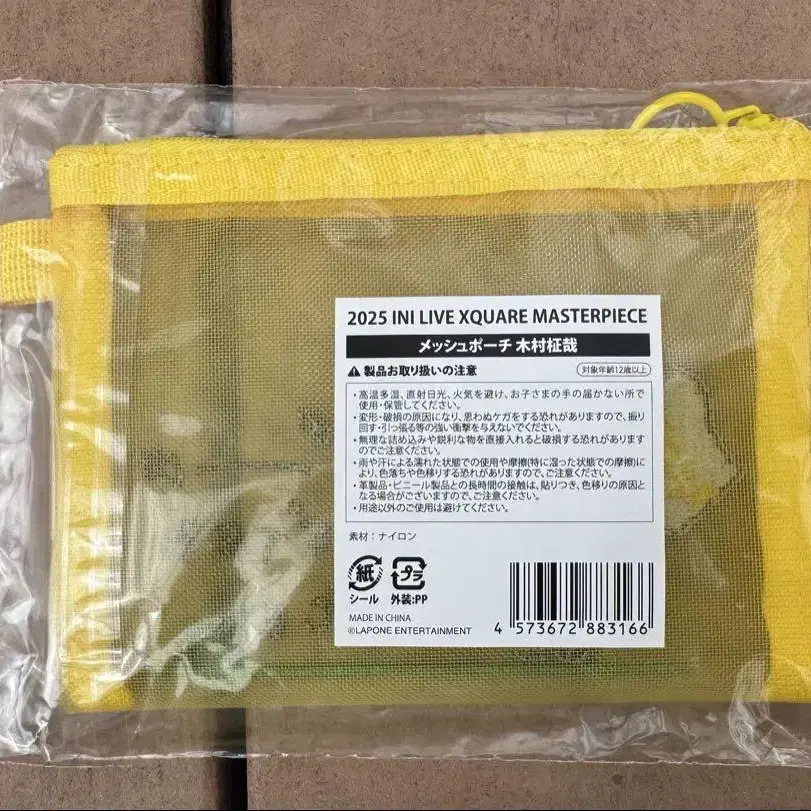 2025 INI LIVE XQUARE MASTERPIECE
メッシュポーチ 木村柾哉
製品お取り扱いの注意
対象年齢12歳以上
・高温多湿、直射日光、火気を避け、お子さまの手の届かない所で
使用・保管してください。
・変形・破損の原因になり、思わぬケガをする恐れがありますので、振り
回す・引っ張る等の強い衝撃を与えないでください。
・無理な詰め込みや鋭利な物を直接入れると破損する恐れがあります
のでご注意ください。
・雨や汗による濡れた状態での使用や摩擦(特に湿った状態での摩擦)に
より、色落ちや色移りする恐れがありますので、ご注意ください。
・革製品・ビニール製品との長時間の接触は、貼りつき、色移りの原因と
なる場合がございますので、ご注意ください。
・用途以外のご使用は避けてください。
素材：ナイロン
紙 プラ
シール 外装:PP
MADE IN CHINA
©LAPONE ENTERTAINMENT
4 573672 883166